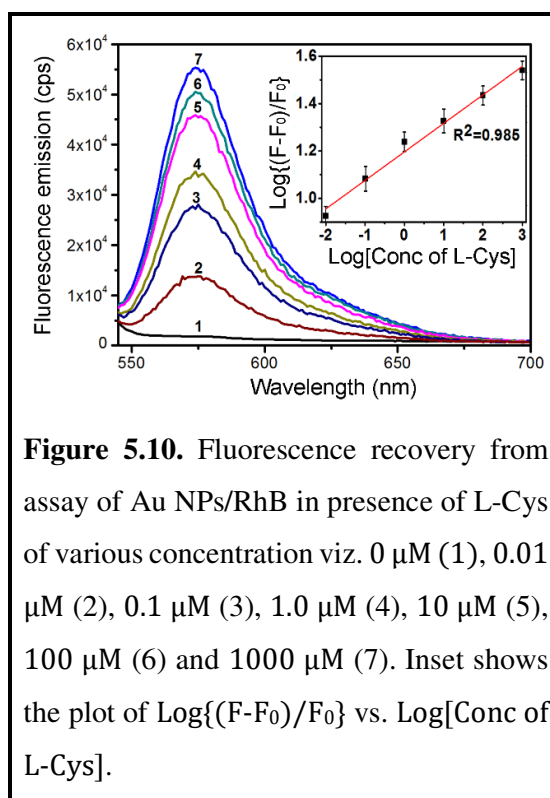 6x10⁴
5x10⁴
4x10⁴
3x10⁴
2x10⁴
1x10⁴
0
Fluorescence emission (cps)
7
6
5
4
3
2
1
550
600
650
700
Wavelength (nm)
1.6
1.4
1.2
1.0
Log{(F-F₀)/F₀}
R²=0.985
-2
-1
0
1
2
3
Log[Conc of L-Cys]
Figure 5.10. Fluorescence recovery from
assay of Au NPs/RhB in presence of L-Cys
of various concentration viz. 0 μM (1), 0.01
μM (2), 0.1 μM (3), 1.0 μM (4), 10 μM (5),
100 μM (6) and 1000 μM (7). Inset shows
the plot of Log{(F-F₀)/F₀} vs. Log[Conc of
L-Cys].